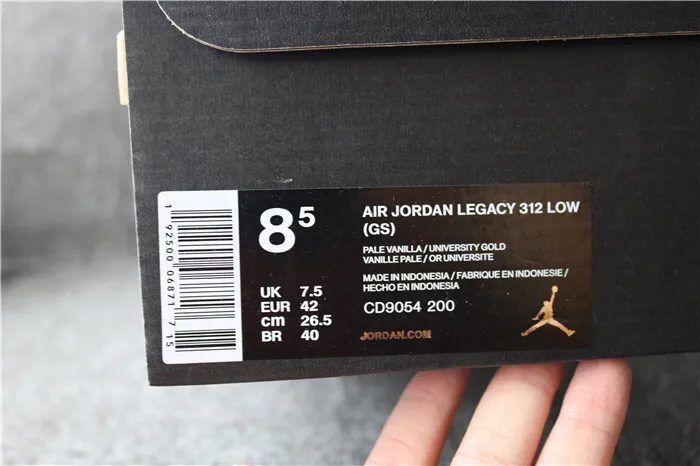 1 92500 06871 7 15
8 5
UK 7.5
EUR 42
cm 26.5
BR 40
AIR JORDAN LEGACY 312 LOW
(GS)
PALE VANILLA / UNIVERSITY GOLD
VANILLE PALE / OR UNIVERSITE
MADE IN INDONESIA / FABRIQUE EN INDONESIE /
HECHO EN INDONESIA
CD9054 200
JORDAN.COM